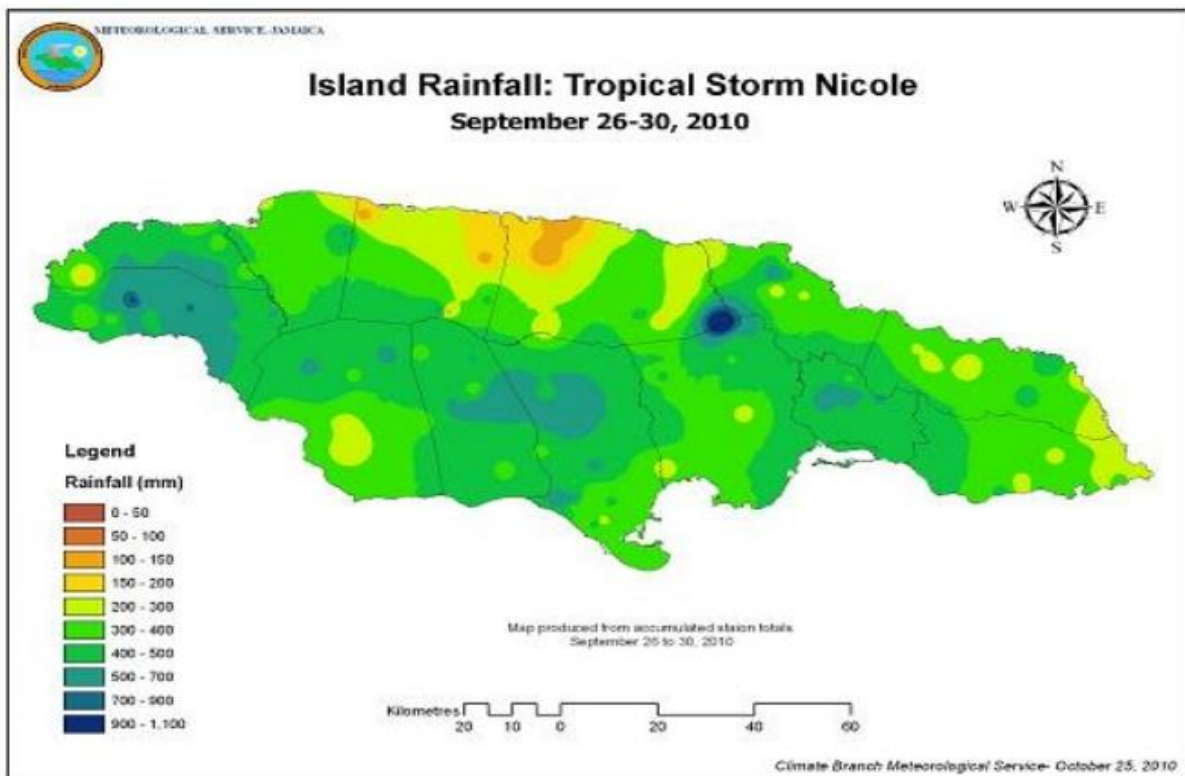 METEOROLOGICAL SERVICE, JAMAICA
Island Rainfall: Tropical Storm Nicole
September 26-30, 2010
N
W E
S
Legend
Rainfall (mm)
0 - 50
50 - 100
100 - 150
150 - 200
200 - 300
300 - 400
400 - 500
500 - 700
700 - 900
900 - 1,100
Map produced from accumulated staion totals
September 26 to 30, 2010
Kilometres
20 10 0 20 40 60
Climate Branch Meteorological Service- October 25, 2010